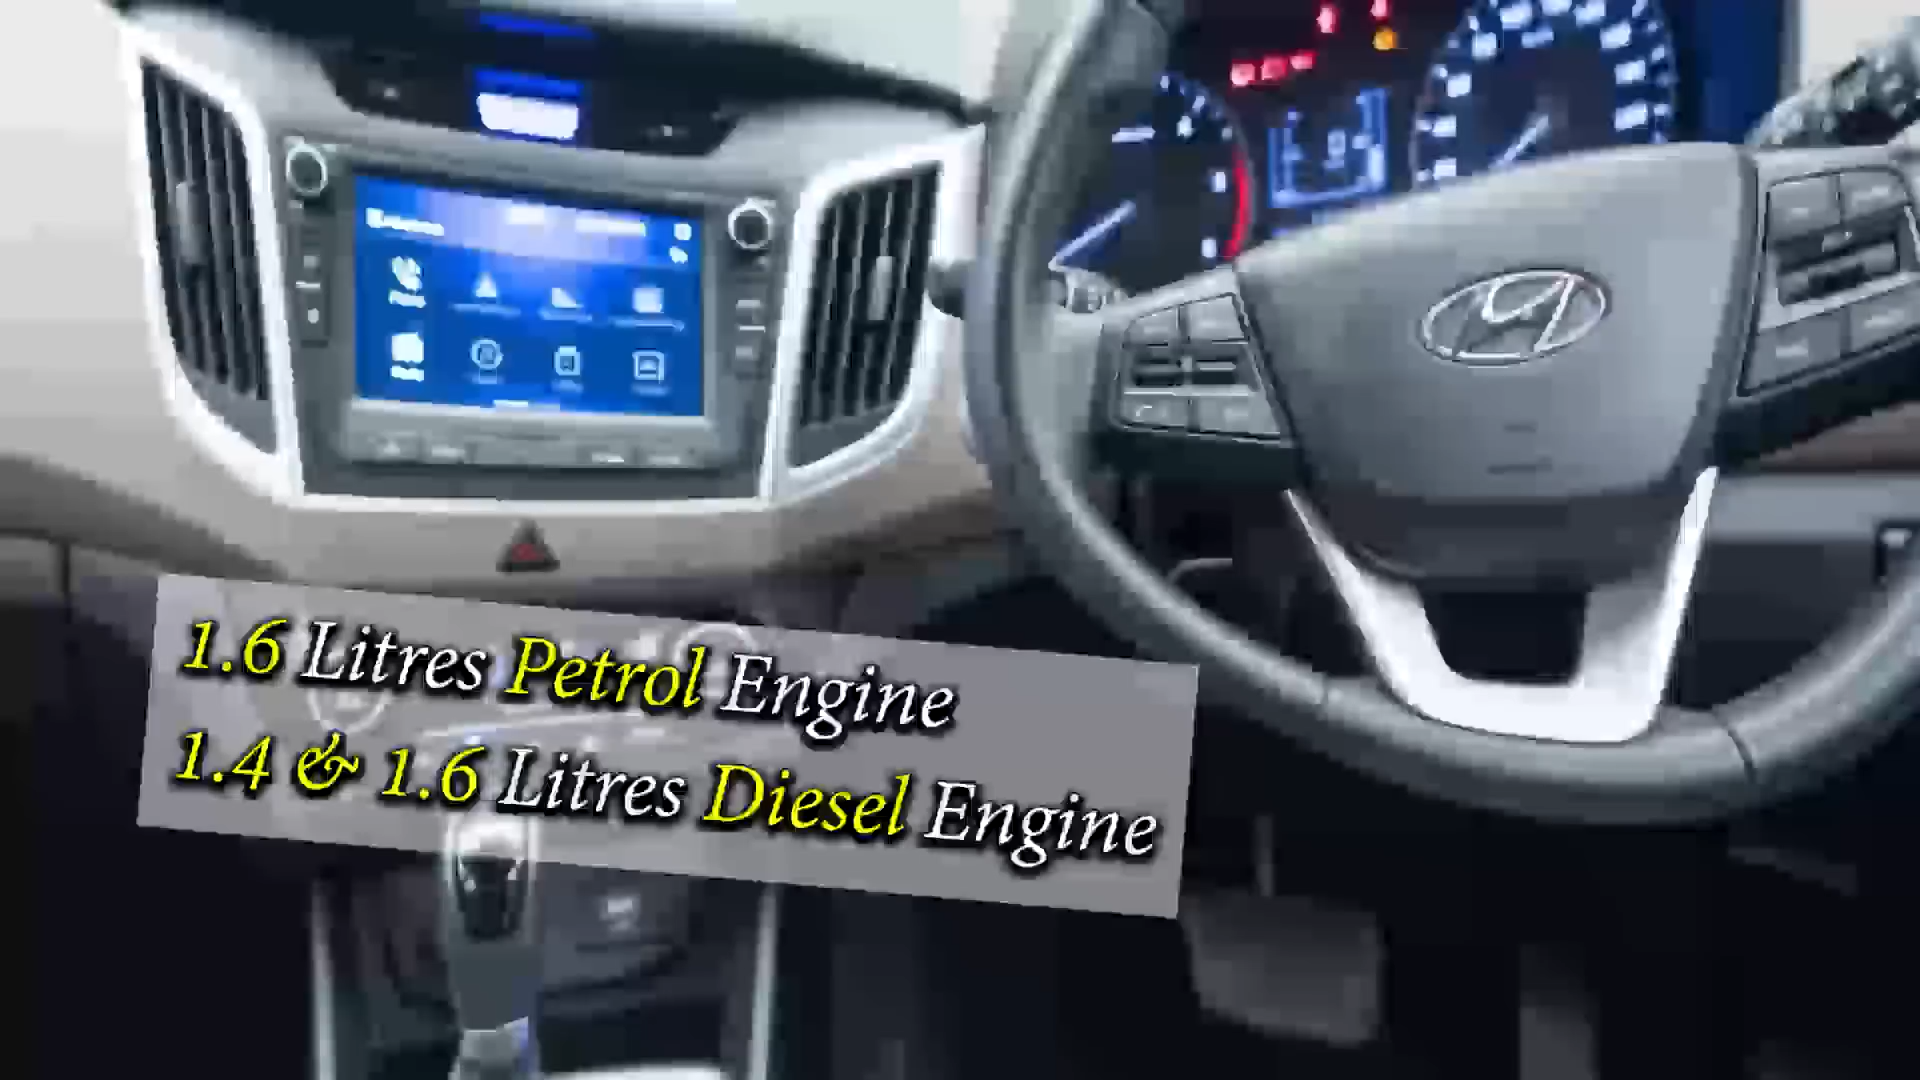 1.6 Litres Petrol Engine
1.4 & 1.6 Litres Diesel Engine